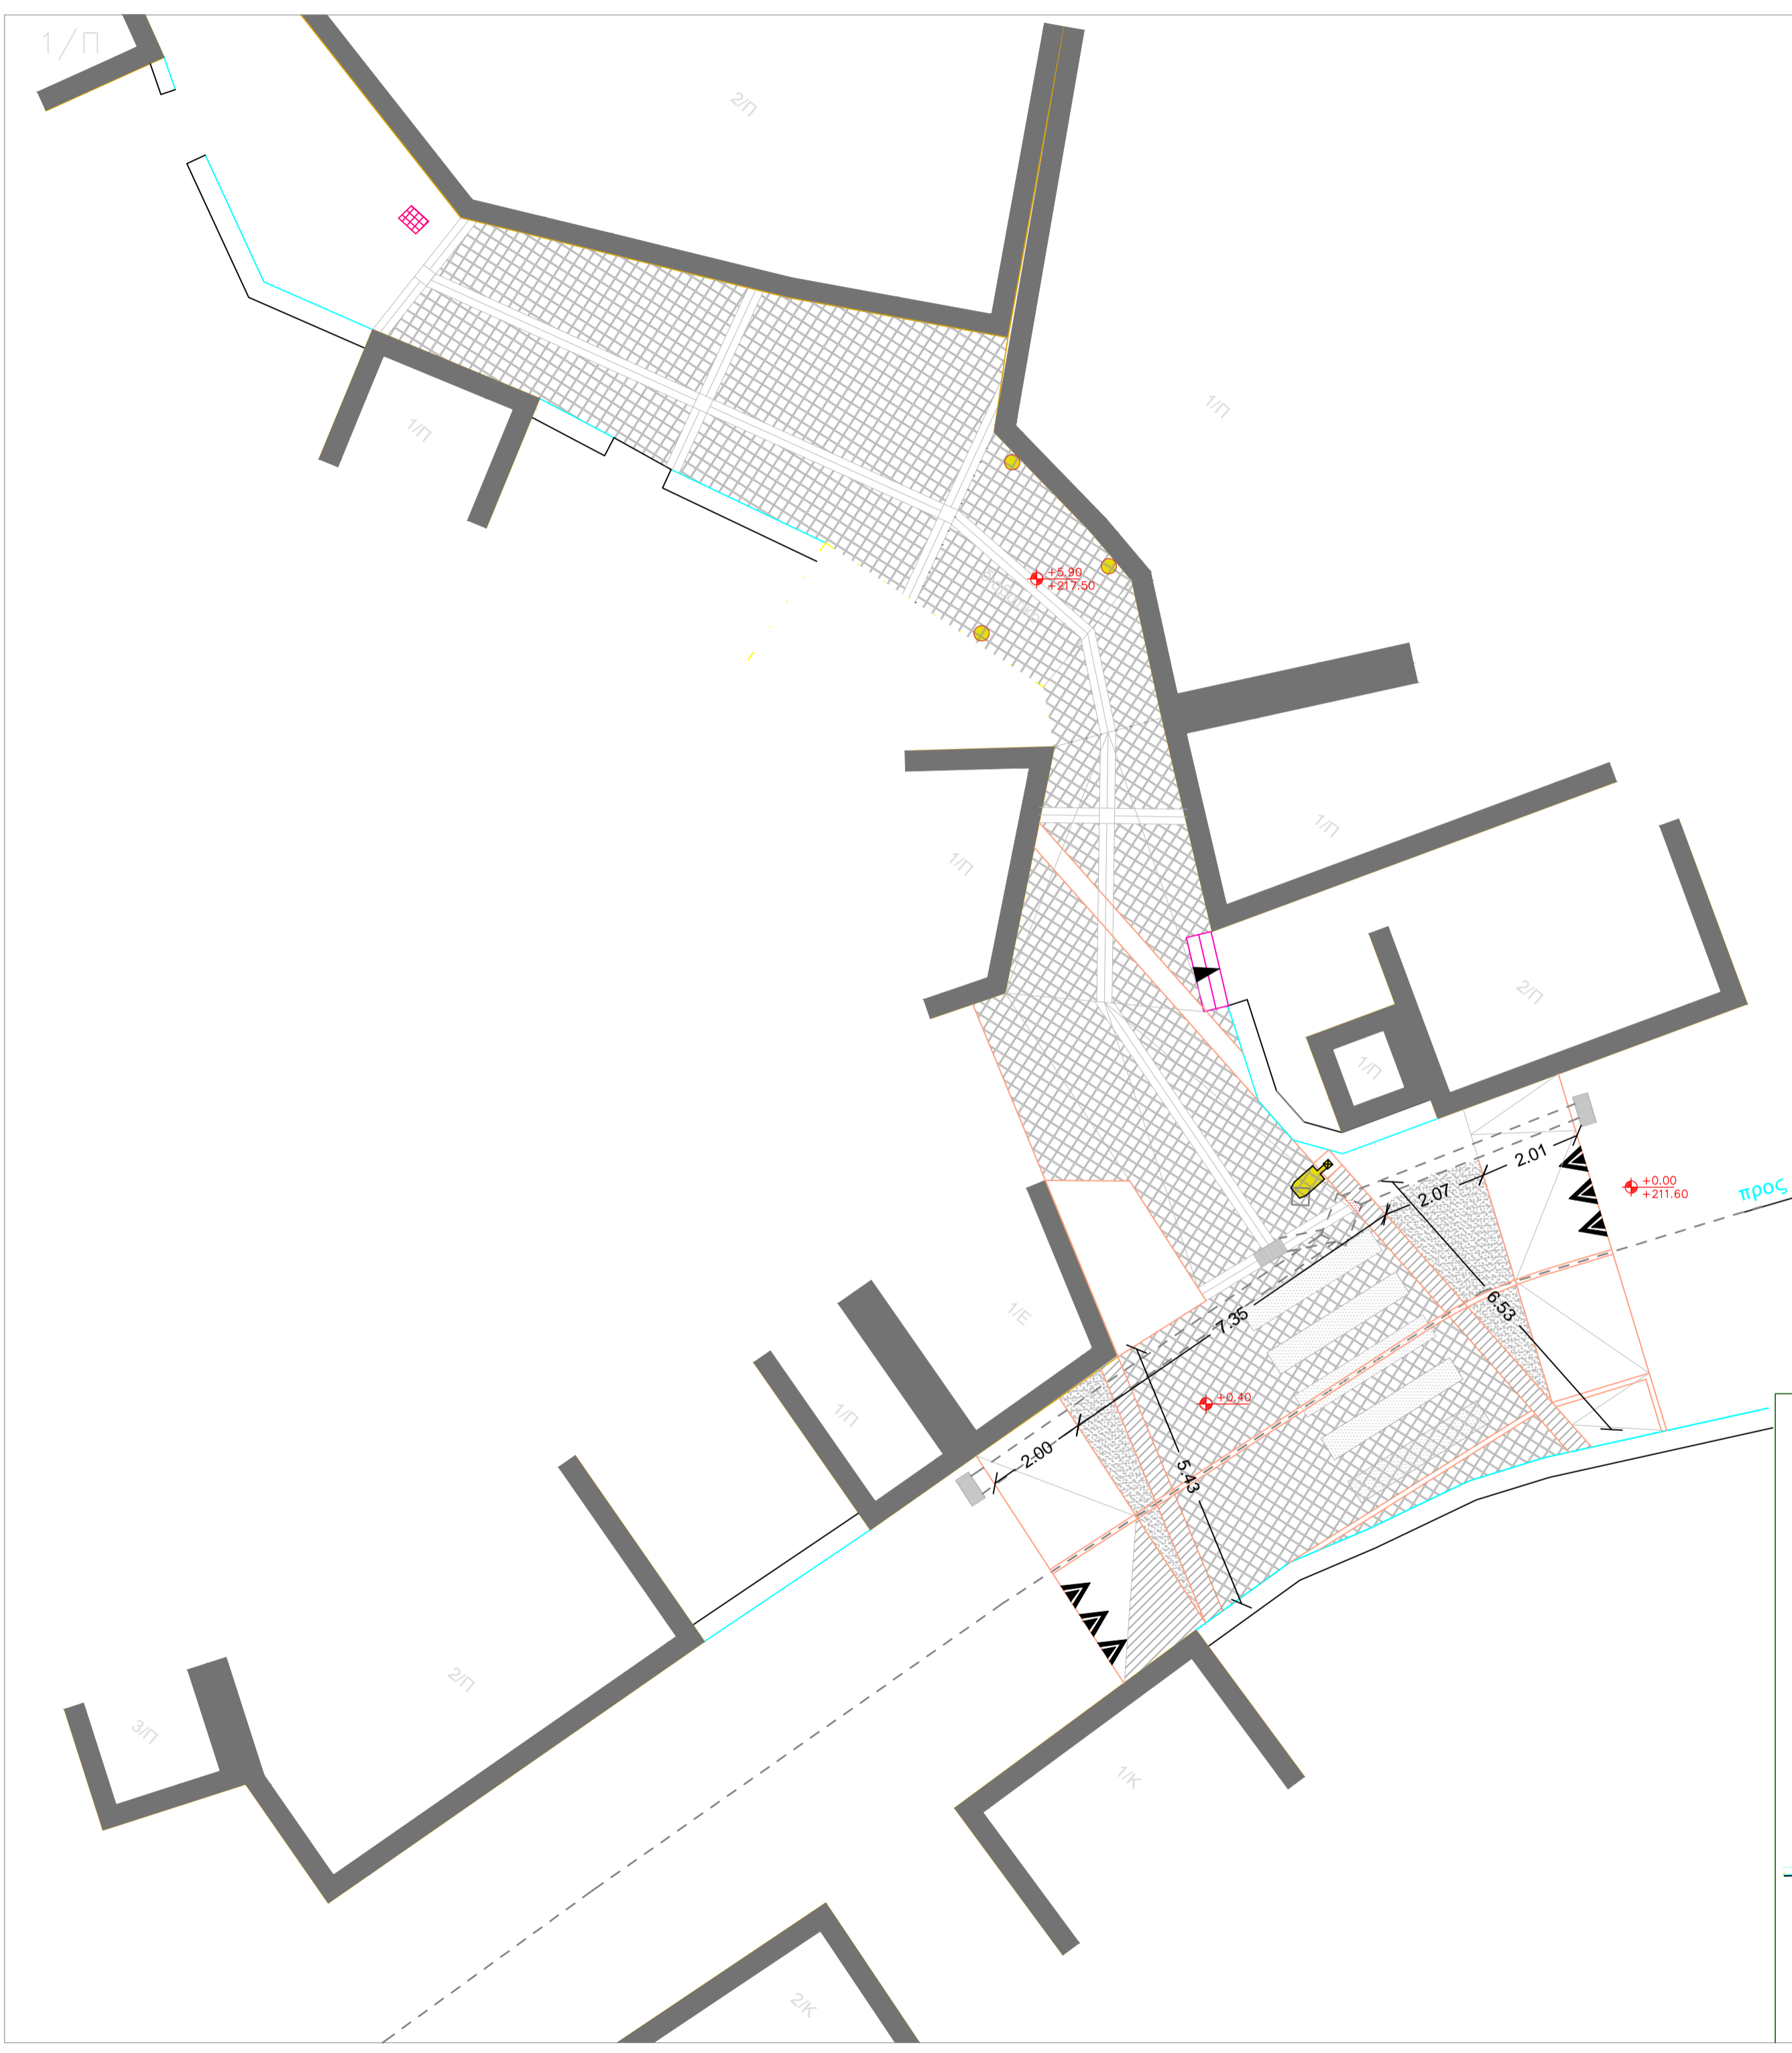 1/Π
2/Π
1/Π
1/Π
+5.90
+217.50
1/Π
1/Π
2/Π
1/Π
2.01
+0.00
+211.60
προς
2.07
6.53
1/Ε
7.35
+0.40
1/Π
2.00
5.43
2/Π
3/Π
1/Κ
2/Κ